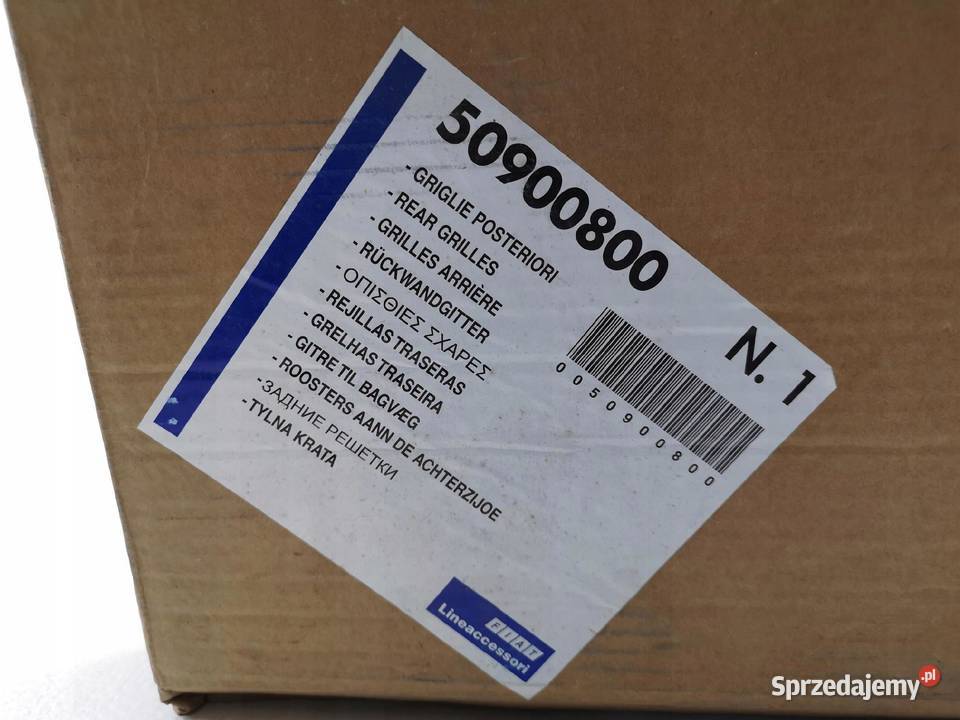 50900800
- GRIGLIE POSTERIORI
- REAR GRILLES
- GRILLES ARRIÈRE
- RÜCKWANDGITTER
- ΟΠΙΣΘΙΕΣ ΣΧΑΡΕΣ
- REJILLAS TRASERAS
- GRELHAS TRASEIRA
- GITRE TIL BAGVÆG
- ROOSTERS AANN DE ACHTERZIJOE
- ЗАДНИЕ РЕШЕТКИ
- TYLNA KRATA
N. 1
0050900800
FIAT
Lineaccessori
Sprzedajemy.pl